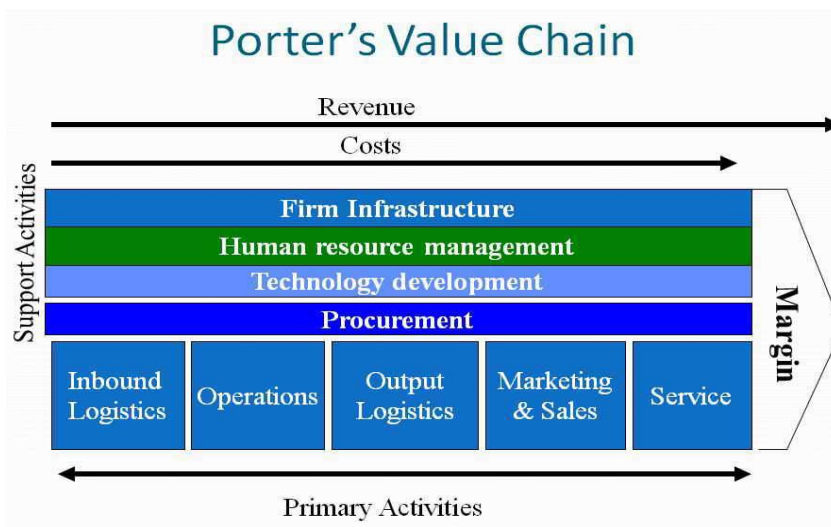 Porter's Value Chain
Revenue
Costs
Support Activities
Firm Infrastructure
Human resource management
Technology development
Procurement
Inbound
Logistics
Operations
Output
Logistics
Marketing
& Sales
Service
Margin
Primary Activities